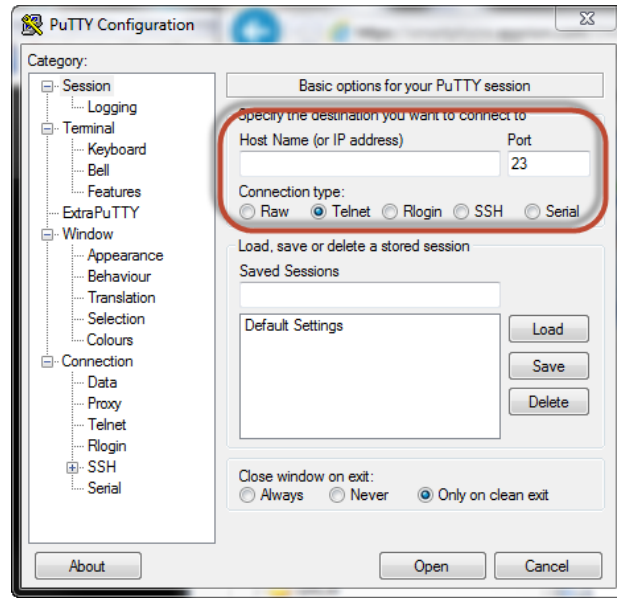 PuTTY Configuration
Category:
Session
Logging
Terminal
Keyboard
Bell
Features
ExtraPuTTY
Window
Appearance
Behaviour
Translation
Selection
Colours
Connection
Data
Proxy
Telnet
Rlogin
SSH
Serial
Basic options for your PuTTY session
Specify the destination you want to connect to
Host Name (or IP address) Port
23
Connection type:
Raw Telnet Rlogin SSH Serial
Load, save or delete a stored session
Saved Sessions
Default Settings
Load
Save
Delete
Close window on exit:
Always Never Only on clean exit
About Open Cancel